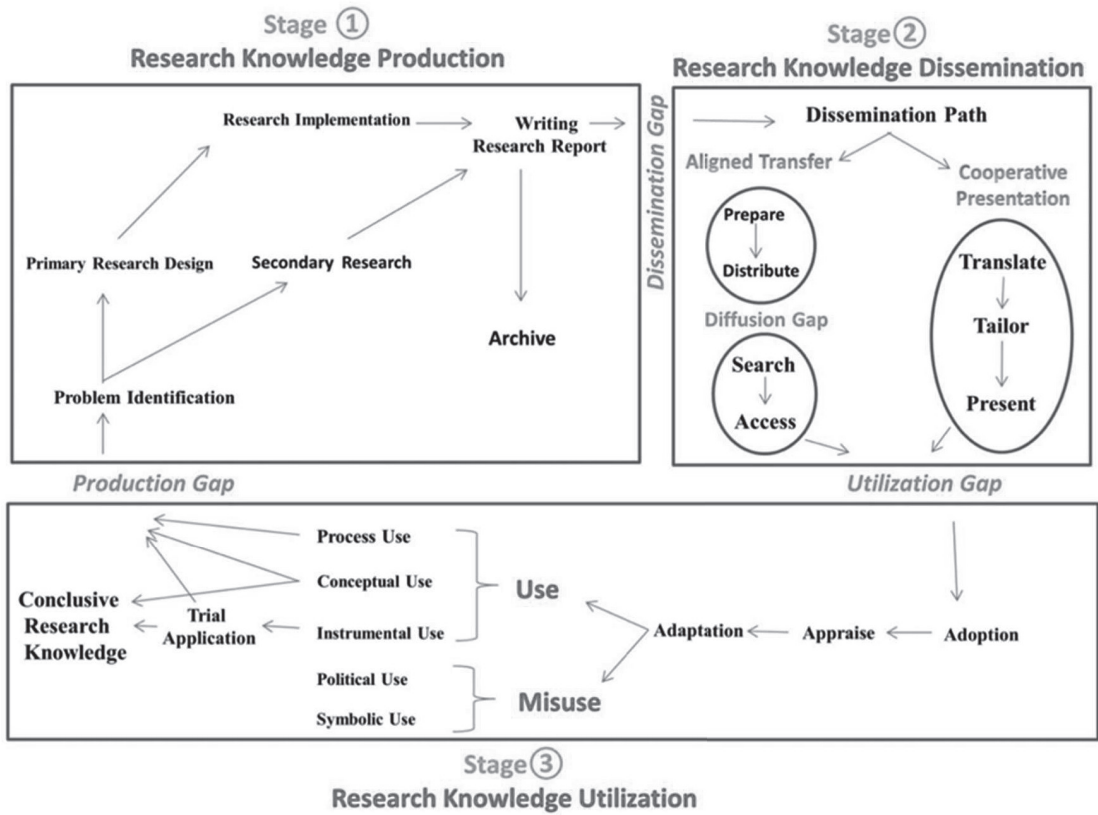 Stage ①
Research Knowledge Production
Research Implementation
Writing
Research Report
Primary Research Design
Secondary Research
Archive
Problem Identification
Production Gap
Dissemination Gap
Stage ②
Research Knowledge Dissemination
Dissemination Path
Aligned Transfer
Cooperative
Presentation
Prepare
Distribute
Diffusion Gap
Search
Access
Translate
Tailor
Present
Utilization Gap
Adoption
Appraise
Adaptation
Use
Process Use
Conceptual Use
Instrumental Use
Misuse
Political Use
Symbolic Use
Trial
Application
Conclusive
Research
Knowledge
Stage ③
Research Knowledge Utilization